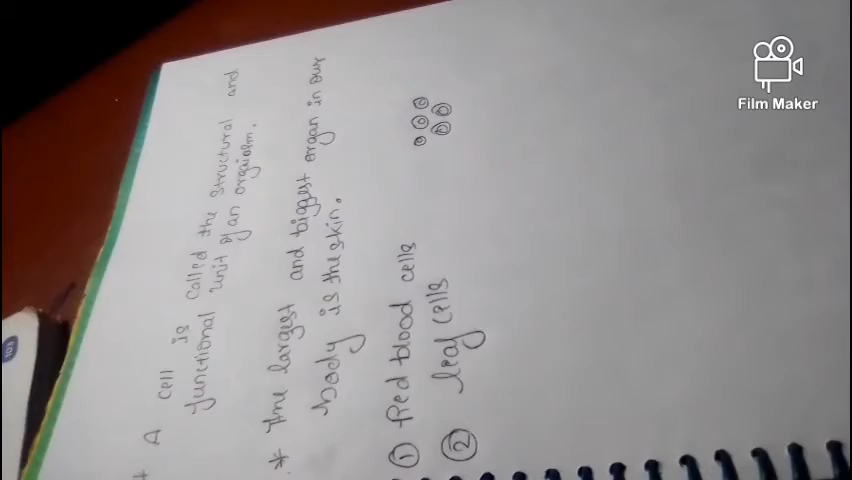 * A cell is called the structural and
functional unit of an orgniolm.
* The largest and biggest organ in our
body is the skin.
① Red blood cells
② leaf cells
Film Maker